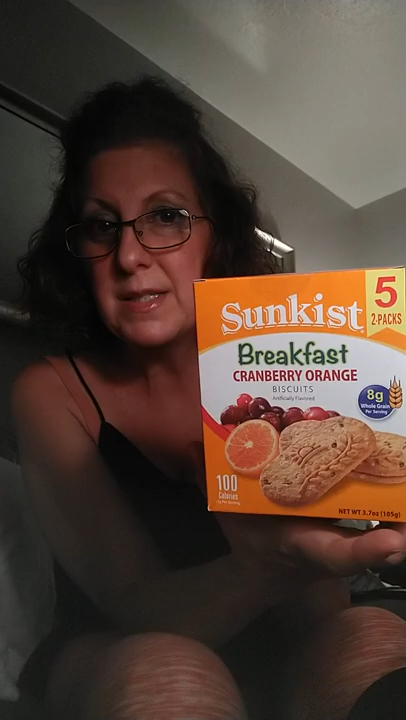 Sunkist
5
2-PACKS
Breakfast
CRANBERRY ORANGE
BISCUITS
Artificially Flavored
8g
Whole Grain
Per Serving
100
Calories
NET WT 3.7oz (105g)